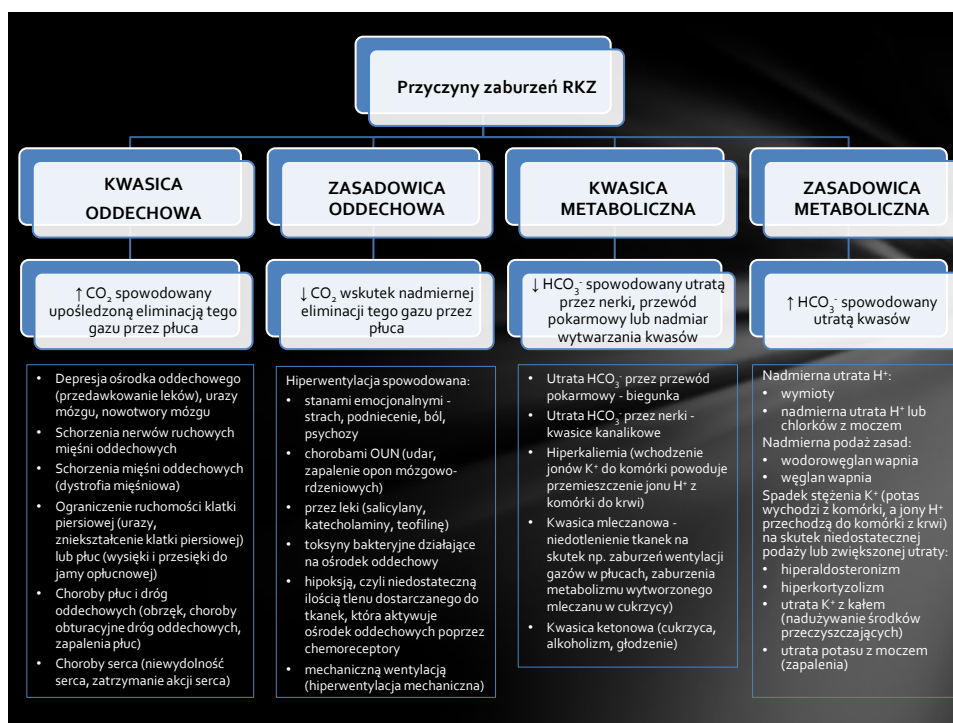 Przyczyny zaburzeń RKZ
KWASICA
ODDECHOWA
↑ CO₂ spowodowany
upośledzoną eliminacją tego
gazu przez płuca
• Depresja ośrodka oddechowego
(przedawkowanie leków), urazy
mózgu, nowotwory mózgu
• Schorzenia nerwów ruchowych
mięśni oddechowych
• Schorzenia mięśni oddechowych
(dystrofia mięśniowa)
• Ograniczenie ruchomości klatki
piersiowej (urazy,
zniekształcenie klatki piersiowej)
lub płuc (wysięki i przesięki do
jamy opłucnowej)
• Choroby płuc i dróg
oddechowych (obrzęk, choroby
obturacyjne dróg oddechowych,
zapalenia płuc)
• Choroby serca (niewydolność
serca, zatrzymanie akcji serca)
ZASADOWICA
ODDECHOWA
↓ CO₂ wskutek nadmiernej
eliminacji tego gazu przez
płuca
Hiperwentylacja spowodowana:
• stanami emocjonalnymi -
strach, podniecenie, ból,
psychozy
• chorobami OUN (udar,
zapalenie opon mózgowo-
rdzeniowych)
• przez leki (salicylany,
katecholaminy, teofilinę)
• toksyny bakteryjne działające
na ośrodek oddechowy
• hipoksją, czyli niedostateczną
ilością tlenu dostarczanego do
tkanek, która aktywuje
ośrodek oddechowych poprzez
chemoreceptory
• mechaniczną wentylacją
(hiperwentylacja mechaniczna)
KWASICA
METABOLICZNA
↓ HCO₃⁻ spowodowany utratą
przez nerki, przewód
pokarmowy lub nadmiar
wytwarzania kwasów
• Utrata HCO₃⁻ przez przewód
pokarmowy - biegunka
• Utrata HCO₃⁻ przez nerki -
kwasice kanalikowe
• Hiperkaliemia (wchodzenie
jonów K⁺ do komórki powoduje
przemieszczenie jonu H⁺ z
komórki do krwi)
• Kwasica mleczanowa -
niedotlenienie tkanek na
skutek np. zaburzeń wentylacji
gazów w płucach, zaburzenia
metabolizmu wytworzonego
mleczanu w cukrzycy)
• Kwasica ketonowa (cukrzyca,
alkoholizm, głodzenie)
ZASADOWICA
METABOLICZNA
↑ HCO₃⁻ spowodowany
utratą kwasów
Nadmierna utrata H⁺:
• wymioty
• nadmierna utrata H⁺ lub
chlorków z moczem
Nadmierna podaż zasad:
• wodorowęglan wapnia
• węglan wapnia
Spadek stężenia K⁺ (potas
wychodzi z komórki, a jony H⁺
przechodzą do komórki z krwi)
na skutek niedostatecznej
podaży lub zwiększonej utraty:
• hiperaldosteronizm
• hiperkortyzolizm
• utrata K⁺ z kałem
(nadużywanie środków
przeczyszczających)
• utrata potasu z moczem
(zapalenia)